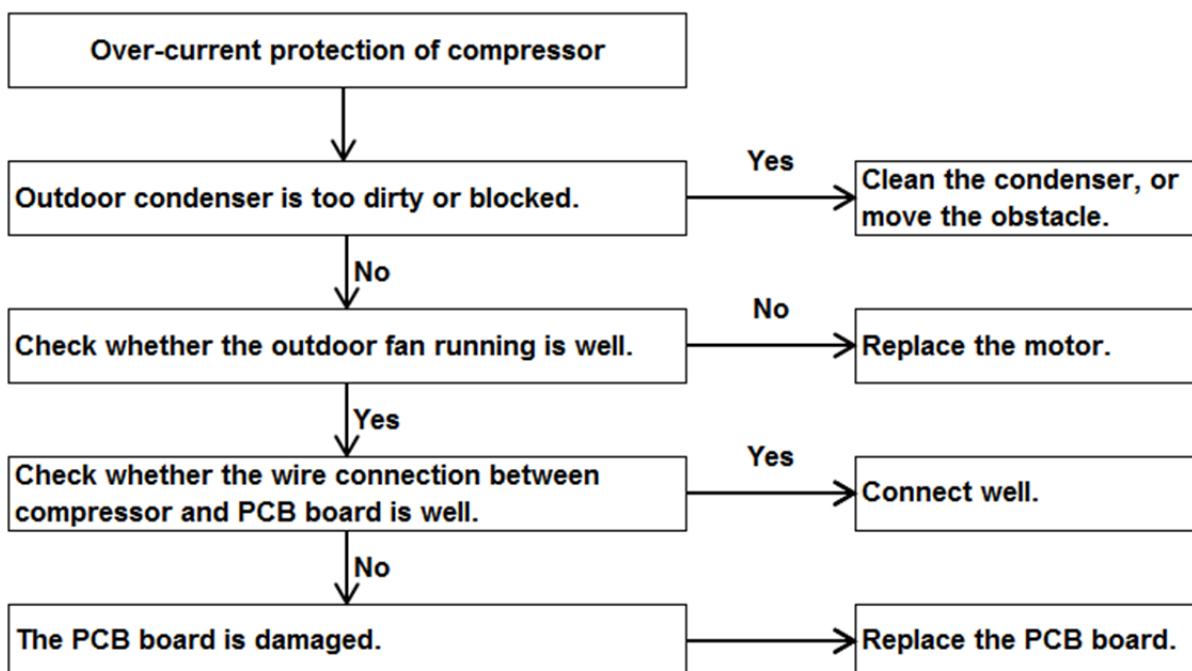 Over-current protection of compressor
Yes
Outdoor condenser is too dirty or blocked.
Clean the condenser, or
move the obstacle.
No
No
Check whether the outdoor fan running is well.
Replace the motor.
Yes
Yes
Check whether the wire connection between
compressor and PCB board is well.
Connect well.
No
The PCB board is damaged.
Replace the PCB board.